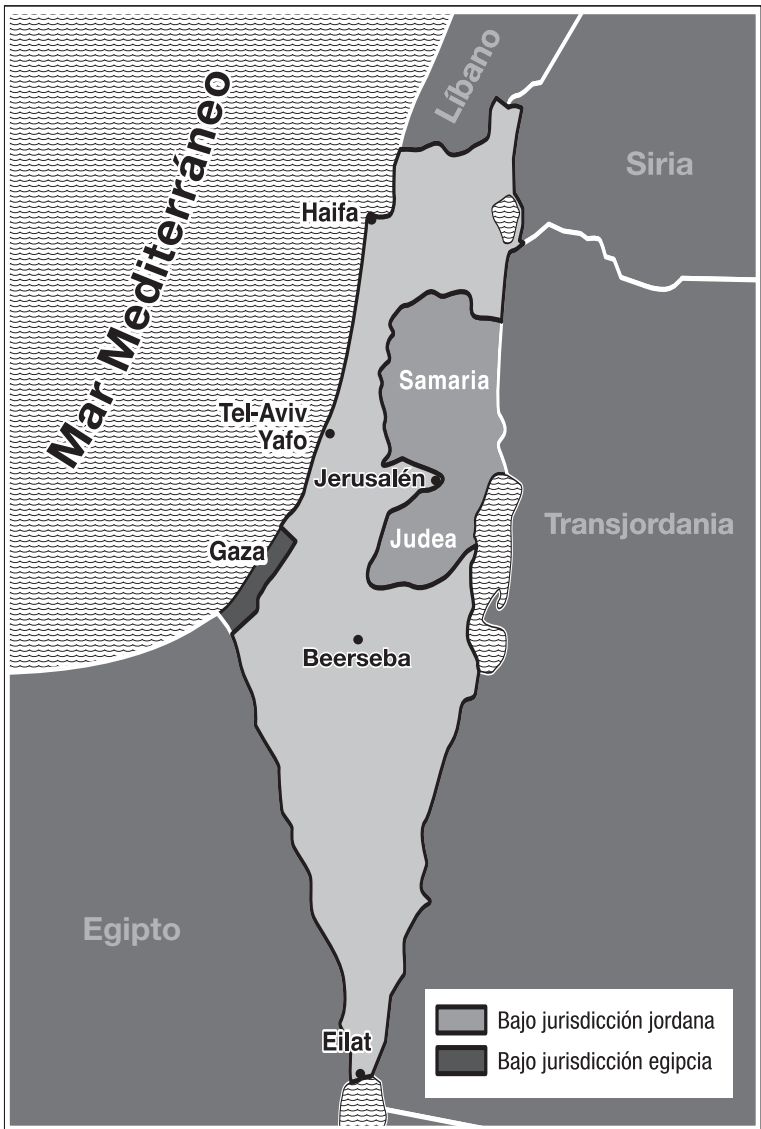 Líbano
Siria
Mar Mediterráneo
Haifa
Samaria
Tel-Aviv
Yafo
Jerusalén
Transjordania
Judea
Gaza
Beerseba
Egipto
Bajo jurisdicción jordana
Bajo jurisdicción egipcia
Eilat